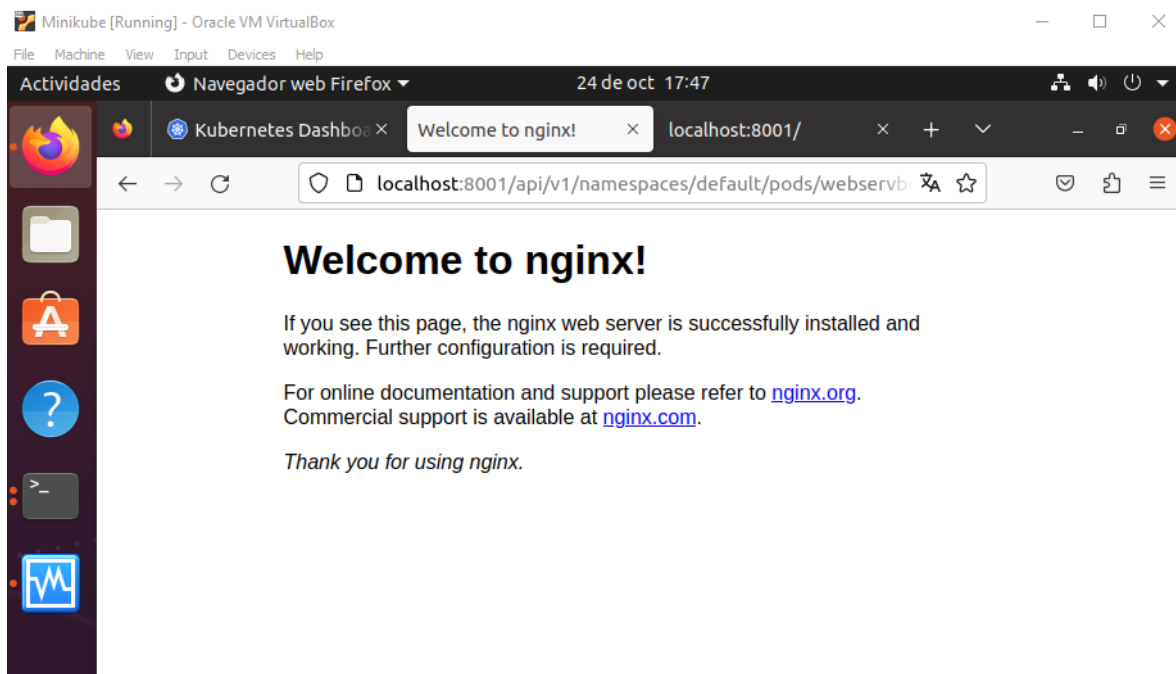 Minikube [Running] - Oracle VM VirtualBox
File Machine View Input Devices Help
Actividades Navegador web Firefox 24 de oct 17:47
Kubernetes Dashboa Welcome to nginx! localhost:8001/
localhost:8001/api/v1/namespaces/default/pods/webservb
Welcome to nginx!
If you see this page, the nginx web server is successfully installed and
working. Further configuration is required.
For online documentation and support please refer to nginx.org.
Commercial support is available at nginx.com.
Thank you for using nginx.